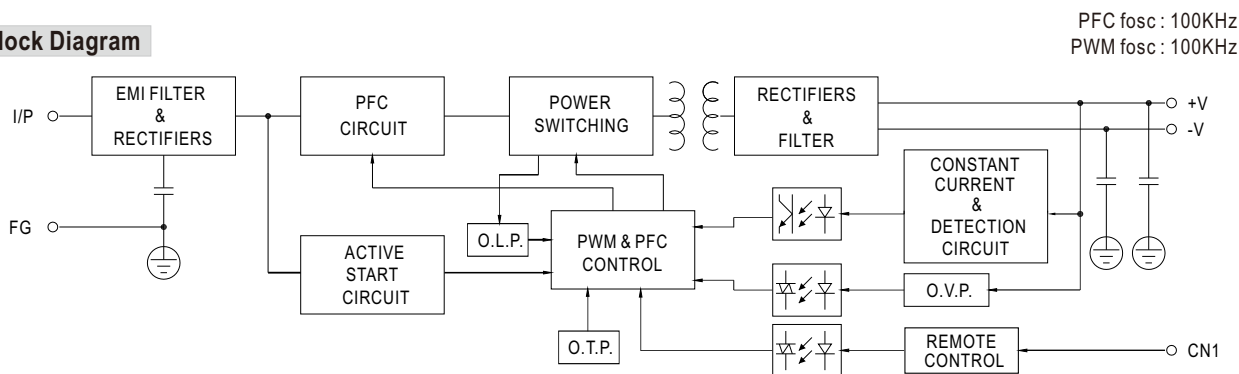 lock Diagram
PFC fosc : 100KHz
PWM fosc : 100KHz
I/P
EMI FILTER
&
RECTIFIERS
PFC
CIRCUIT
POWER
SWITCHING
RECTIFIERS
&
FILTER
+V
-V
FG
ACTIVE
START
CIRCUIT
O.L.P.
PWM & PFC
CONTROL
O.T.P.
CONSTANT
CURRENT
&
DETECTION
CIRCUIT
O.V.P.
REMOTE
CONTROL
CN1